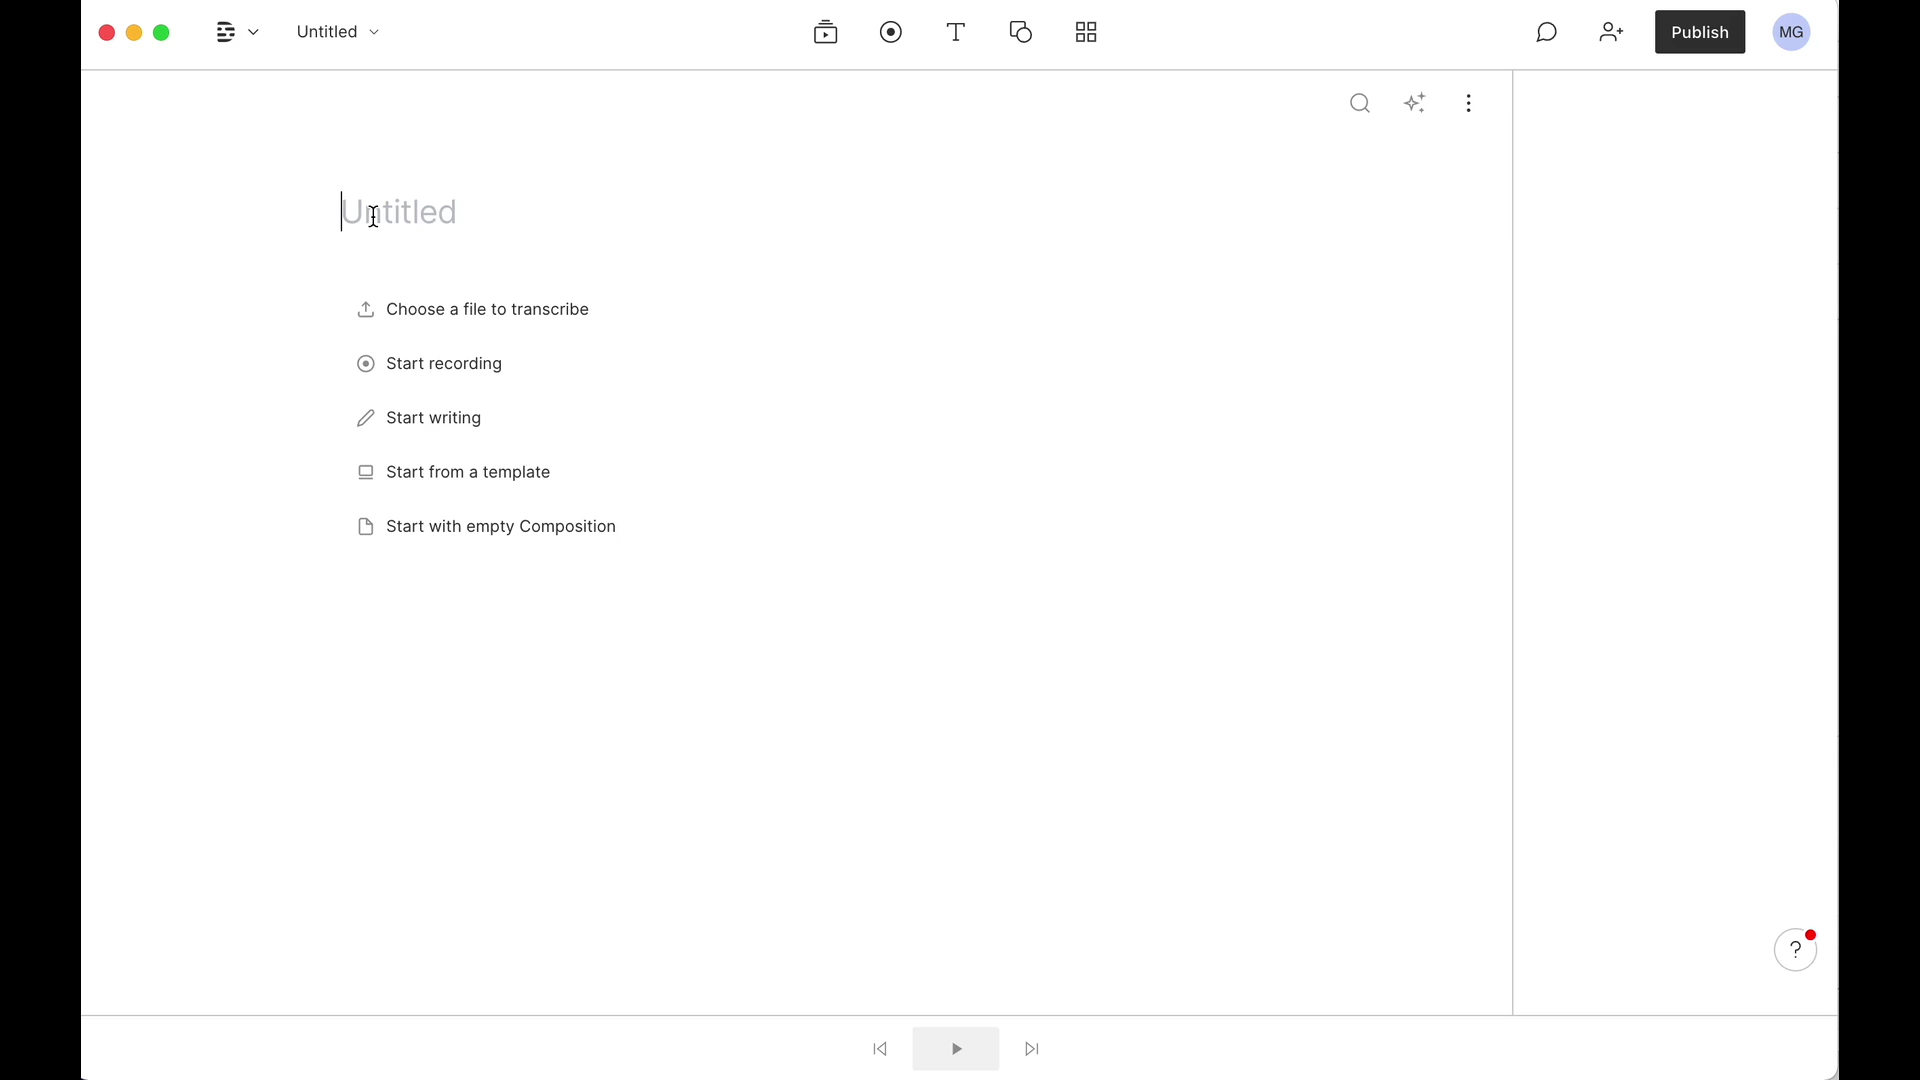 Untitled
Publish
MG
Untitled
Choose a file to transcribe
Start recording
Start writing
Start from a template
Start with empty Composition
?